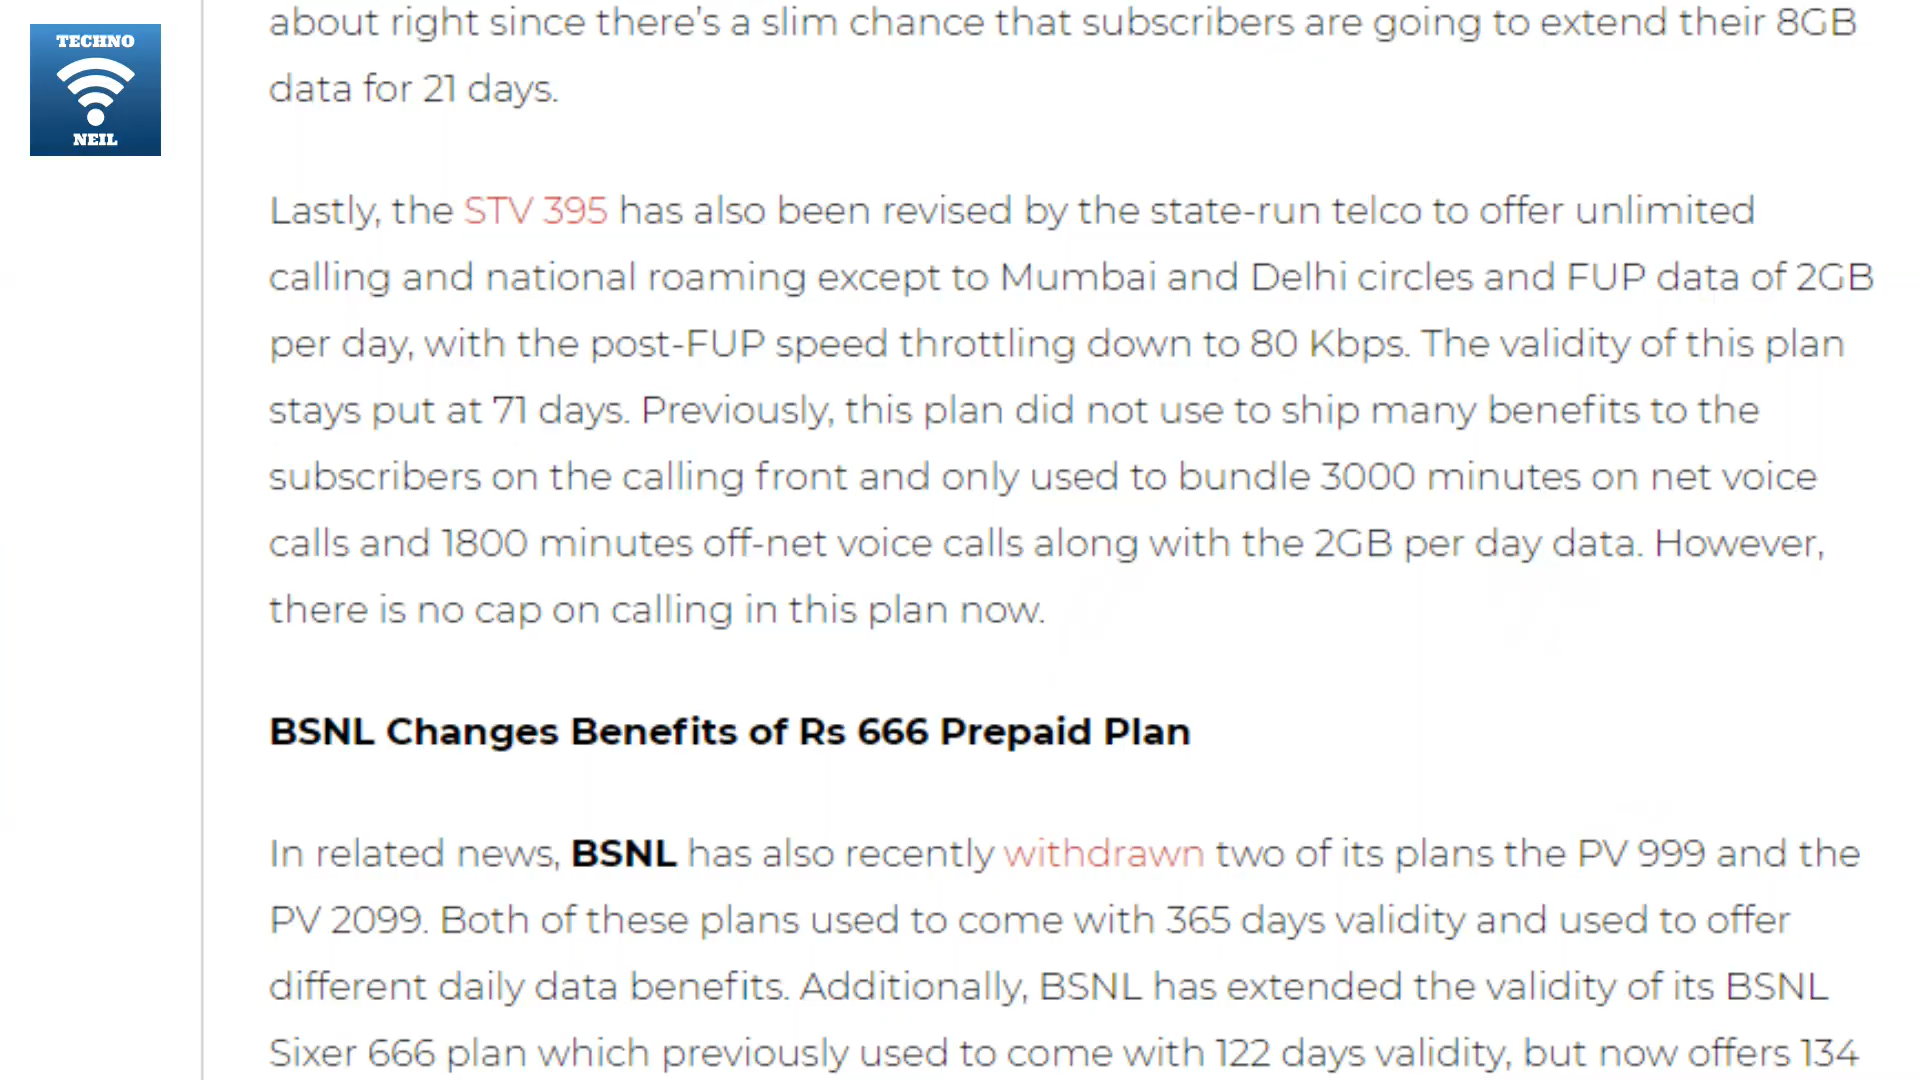 TECHNO
NEIL
about right since there's a slim chance that subscribers are going to extend their 8GB
data for 21 days.
Lastly, the STV 395 has also been revised by the state-run telco to offer unlimited
calling and national roaming except to Mumbai and Delhi circles and FUP data of 2GB
per day, with the post-FUP speed throttling down to 80 Kbps. The validity of this plan
stays put at 71 days. Previously, this plan did not use to ship many benefits to the
subscribers on the calling front and only used to bundle 3000 minutes on net voice
calls and 1800 minutes off-net voice calls along with the 2GB per day data. However,
there is no cap on calling in this plan now.
BSNL Changes Benefits of Rs 666 Prepaid Plan
In related news, BSNL has also recently withdrawn two of its plans the PV 999 and the
PV 2099. Both of these plans used to come with 365 days validity and used to offer
different daily data benefits. Additionally, BSNL has extended the validity of its BSNL
Sixer 666 plan which previously used to come with 122 days validity, but now offers 134